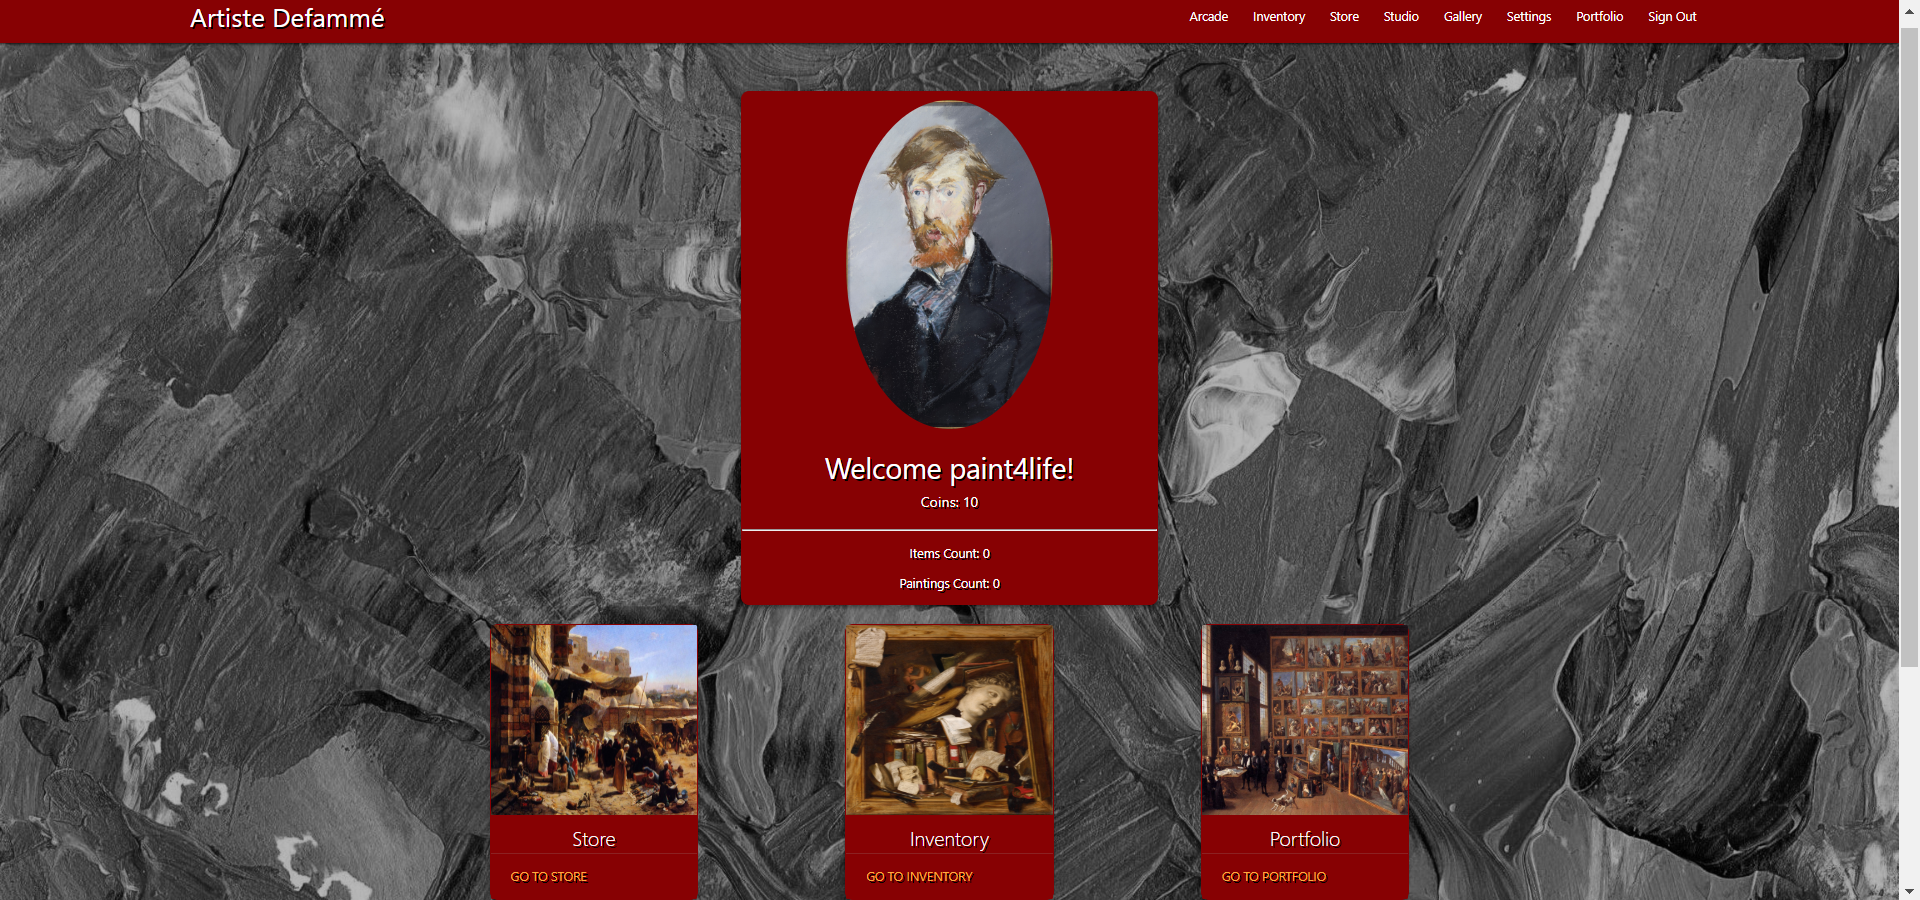 Artiste Defammé
Arcade Inventory Store Studio Gallery Settings Portfolio Sign Out
Welcome paint4life!
Coins: 10
Items Count: 0
Paintings Count: 0
Store
GO TO STORE
Inventory
GO TO INVENTORY
Portfolio
GO TO PORTFOLIO